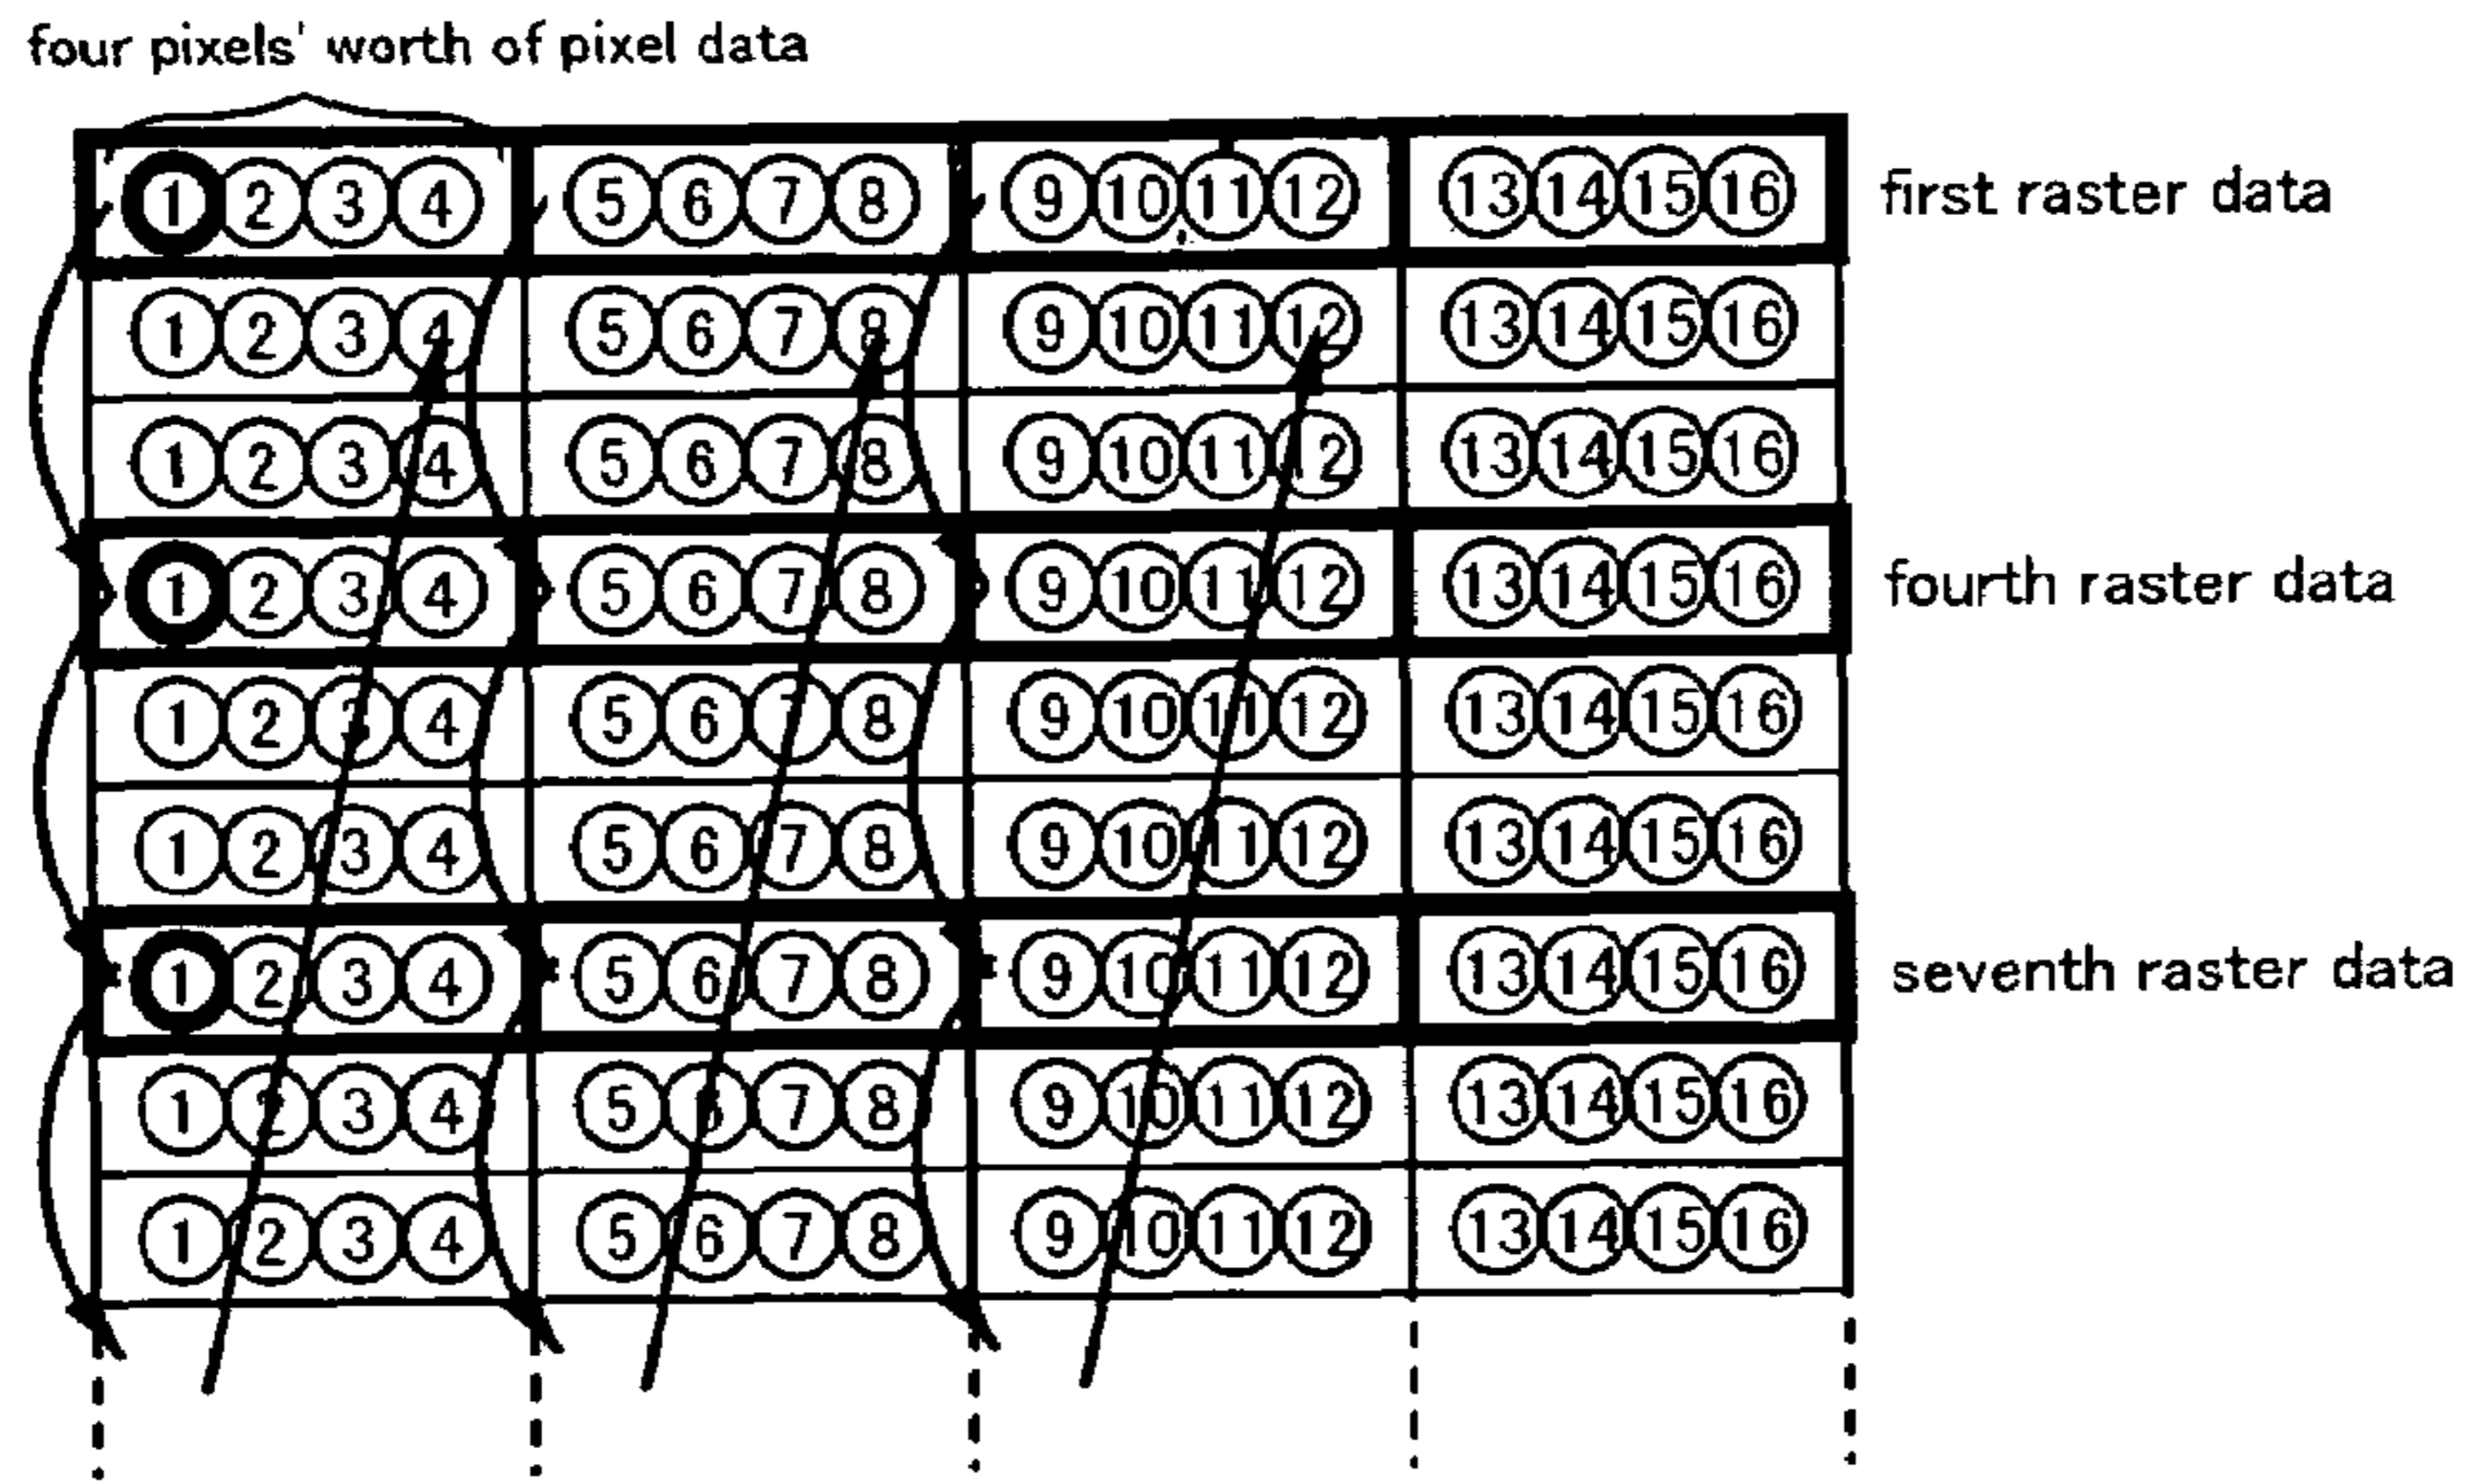 four pixels' worth of pixel data
1 2 3 4 5 6 7 8 9 10 11 12 13 14 15 16 first raster data
1 2 3 4 5 6 7 8 9 10 11 12 13 14 15 16
1 2 3 4 5 6 7 8 9 10 11 12 13 14 15 16
1 2 3 4 5 6 7 8 9 10 11 12 13 14 15 16 fourth raster data
1 2 3 4 5 6 7 8 9 10 11 12 13 14 15 16
1 2 3 4 5 6 7 8 9 10 11 12 13 14 15 16
1 2 3 4 5 6 7 8 9 10 11 12 13 14 15 16 seventh raster data
1 2 3 4 5 6 7 8 9 10 11 12 13 14 15 16
1 2 3 4 5 6 7 8 9 10 11 12 13 14 15 16